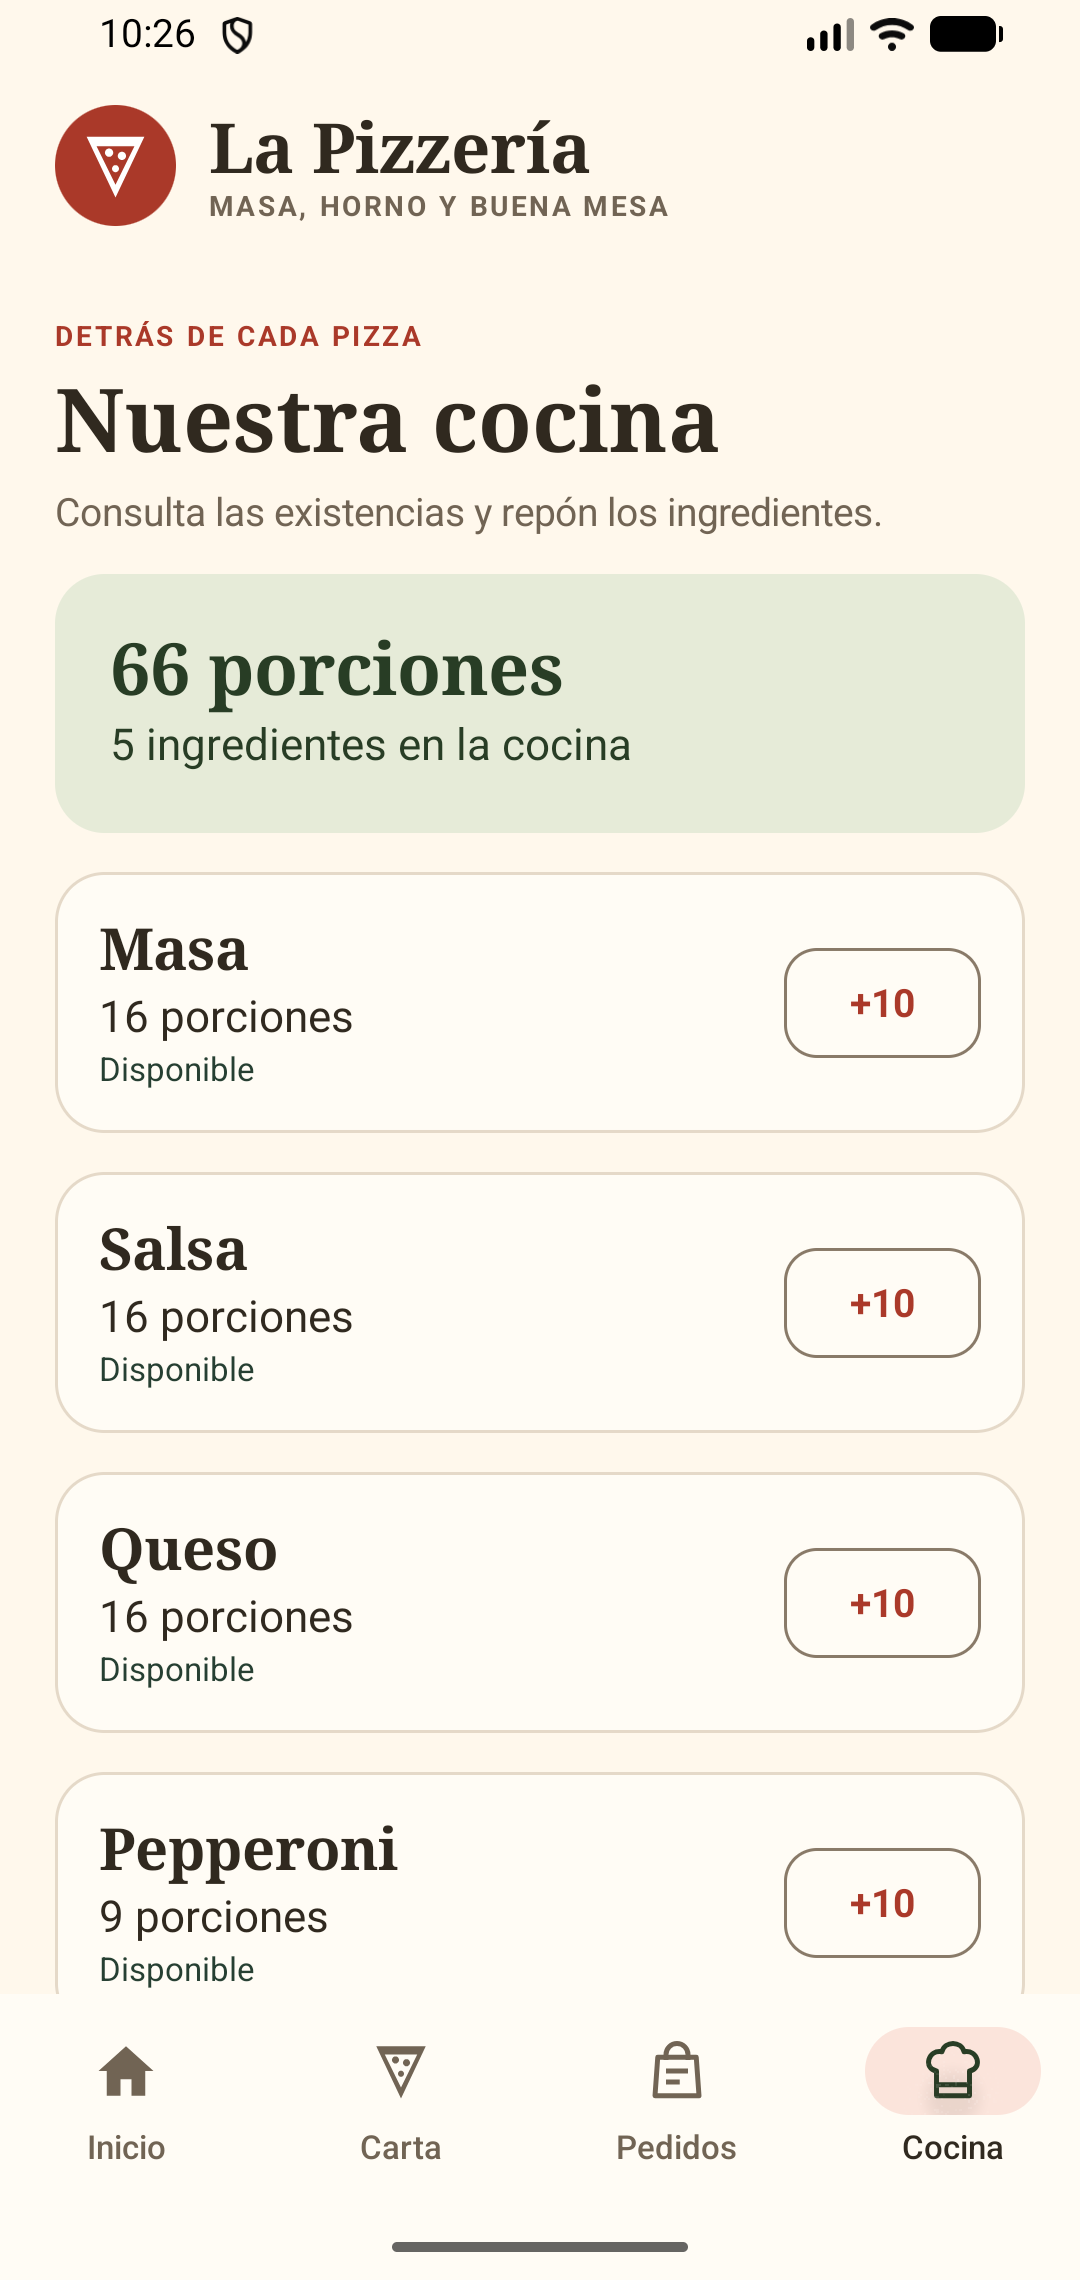 10:26
La Pizzería
MASA, HORNO Y BUENA MESA
DETRÁS DE CADA PIZZA
Nuestra cocina
Consulta las existencias y repón los ingredientes.
66 porciones
5 ingredientes en la cocina
Masa
16 porciones
Disponible
+10
Salsa
16 porciones
Disponible
+10
Queso
16 porciones
Disponible
+10
Pepperoni
9 porciones
Disponible
+10
Inicio
Carta
Pedidos
Cocina